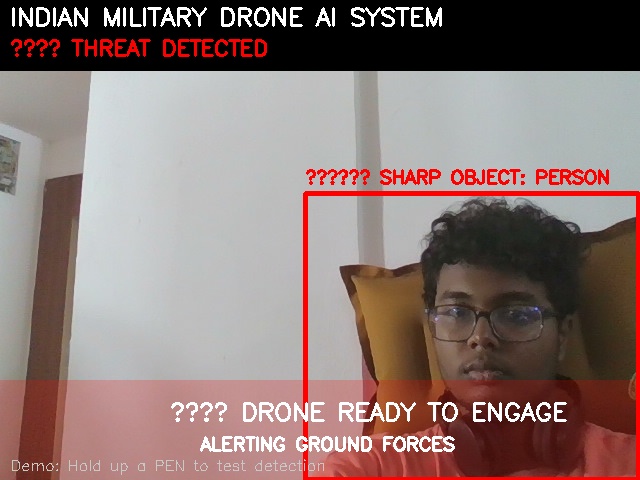 INDIAN MILITARY DRONE AI SYSTEM
???? THREAT DETECTED
?????? SHARP OBJECT: PERSON
???? DRONE READY TO ENGAGE
ALERTING GROUND FORCES
Demo: Hold up a PEN to test detection